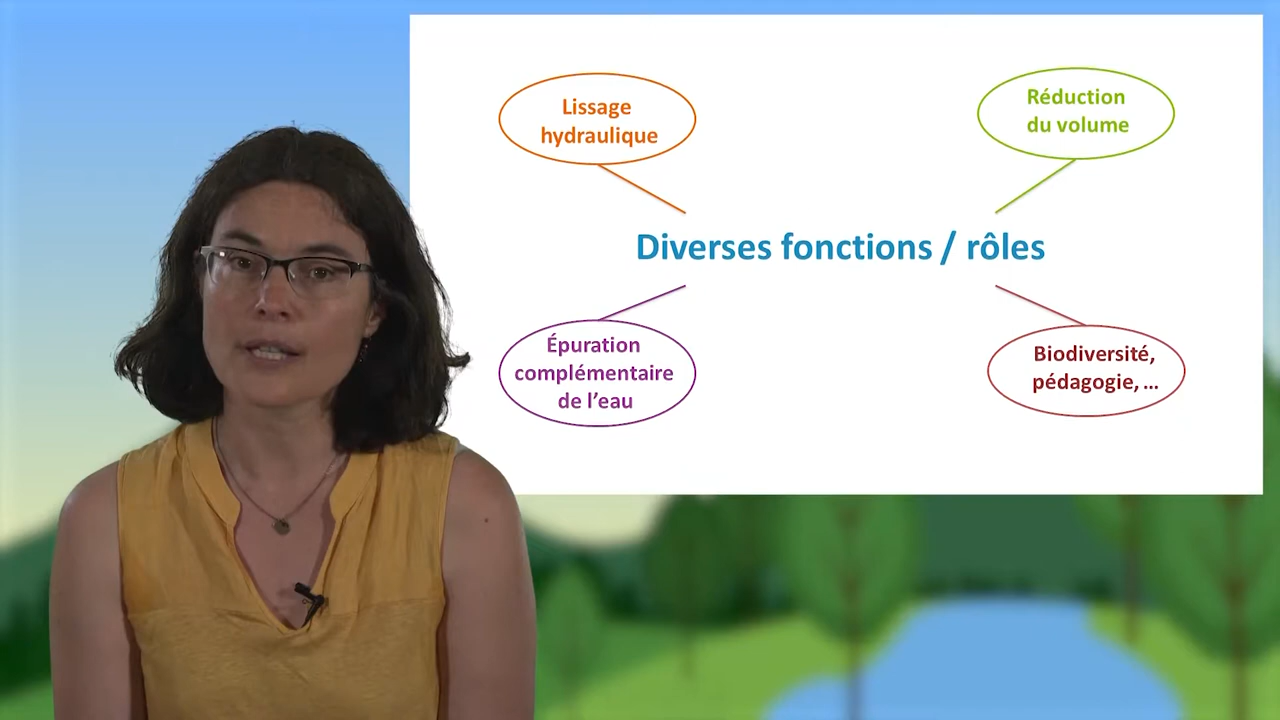 Lissage
hydraulique
Réduction
du volume
Diverses fonctions / rôles
Épuration
complémentaire
de l'eau
Biodiversité,
pédagogie, ...